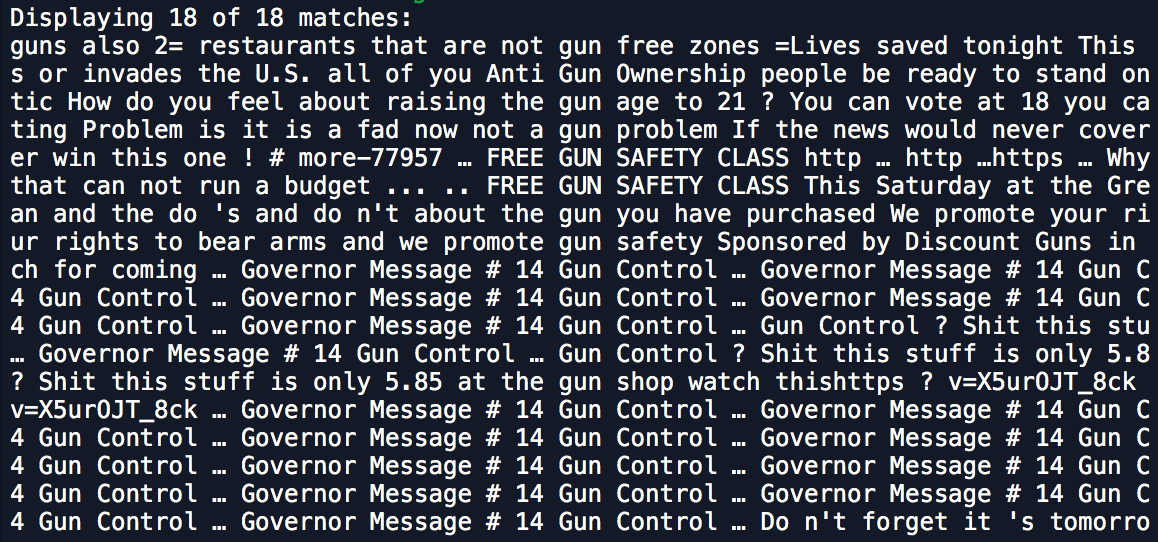 Displaying 18 of 18 matches:
guns also 2= restaurants that are not gun free zones =Lives saved tonight This
s or invades the U.S. all of you Anti Gun Ownership people be ready to stand on
tic How do you feel about raising the gun age to 21 ? You can vote at 18 you ca
ting Problem is it is a fad now not a gun problem If the news would never cover
er win this one ! # more-77957 … FREE GUN SAFETY CLASS http … http …https … Why
that can not run a budget ... .. FREE GUN SAFETY CLASS This Saturday at the Gre
an and the do 's and do n't about the gun you have purchased We promote your ri
ur rights to bear arms and we promote gun safety Sponsored by Discount Guns in
ch for coming … Governor Message # 14 Gun Control … Governor Message # 14 Gun C
4 Gun Control … Governor Message # 14 Gun Control … Governor Message # 14 Gun C
4 Gun Control … Governor Message # 14 Gun Control … Gun Control ? Shit this stu
… Governor Message # 14 Gun Control … Gun Control ? Shit this stuff is only 5.8
? Shit this stuff is only 5.85 at the gun shop watch thishttps ? v=X5urOJT_8ck
v=X5urOJT_8ck … Governor Message # 14 Gun Control … Governor Message # 14 Gun C
4 Gun Control … Governor Message # 14 Gun Control … Governor Message # 14 Gun C
4 Gun Control … Governor Message # 14 Gun Control … Governor Message # 14 Gun C
4 Gun Control … Governor Message # 14 Gun Control … Governor Message # 14 Gun C
4 Gun Control … Governor Message # 14 Gun Control … Do n't forget it 's tomorro